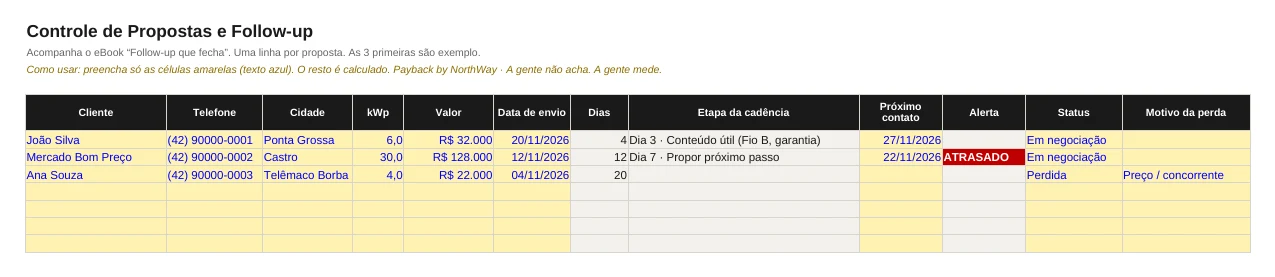 Controle de Propostas e Follow-up
Acompanha o eBook “Follow-up que fecha”. Uma linha por proposta. As 3 primeiras são exemplo.
Como usar: preencha só as células amarelas (texto azul). O resto é calculado. Payback by NorthWay · A gente não acha. A gente mede.
Cliente Telefone Cidade kWp Valor Data de envio Dias Etapa da cadência Próximo contato Alerta Status Motivo da perda
João Silva (42) 90000-0001 Ponta Grossa 6,0 R$ 32.000 20/11/2026 4 Dia 3 · Conteúdo útil (Fio B, garantia) 27/11/2026 Em negociação
Mercado Bom Preço (42) 90000-0002 Castro 30,0 R$ 128.000 12/11/2026 12 Dia 7 · Propor próximo passo 22/11/2026 ATRASADO Em negociação
Ana Souza (42) 90000-0003 Telêmaco Borba 4,0 R$ 22.000 04/11/2026 20 Perdida Preço / concorrente